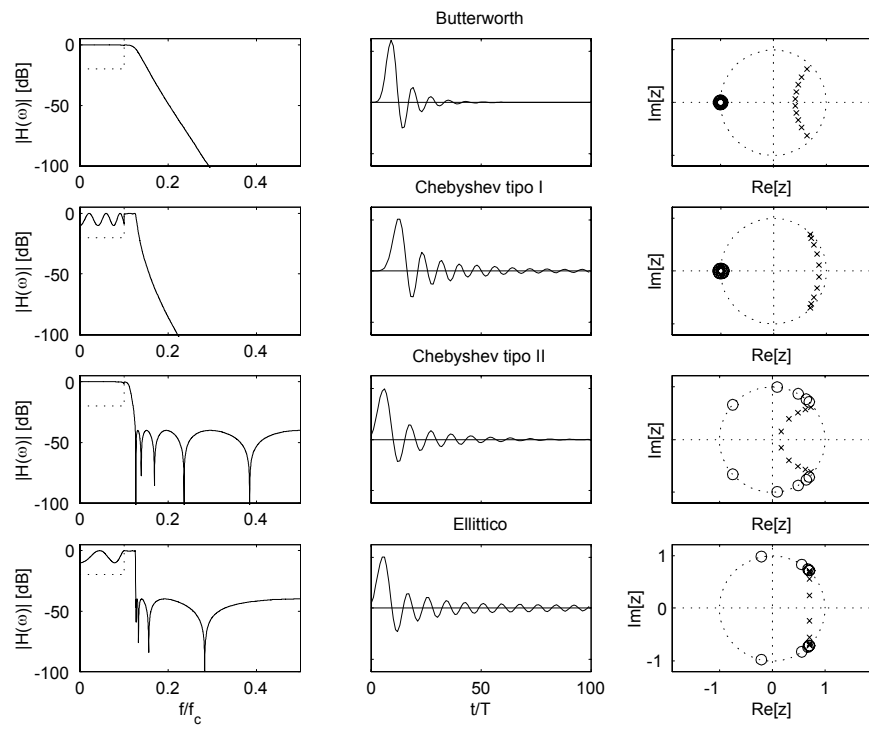 Butterworth
|H(ω)| [dB]
0
-50
-100
0
0.2
0.4
Im[z]
Re[z]
Chebyshev tipo I
|H(ω)| [dB]
0
-50
-100
0
0.2
0.4
Im[z]
Re[z]
Chebyshev tipo II
|H(ω)| [dB]
0
-50
-100
0
0.2
0.4
Im[z]
Re[z]
Ellittico
|H(ω)| [dB]
0
-50
-100
0
0.2
0.4
f/f_c
0
50
100
t/T
Im[z]
1
0
-1
-1
0
1
Re[z]